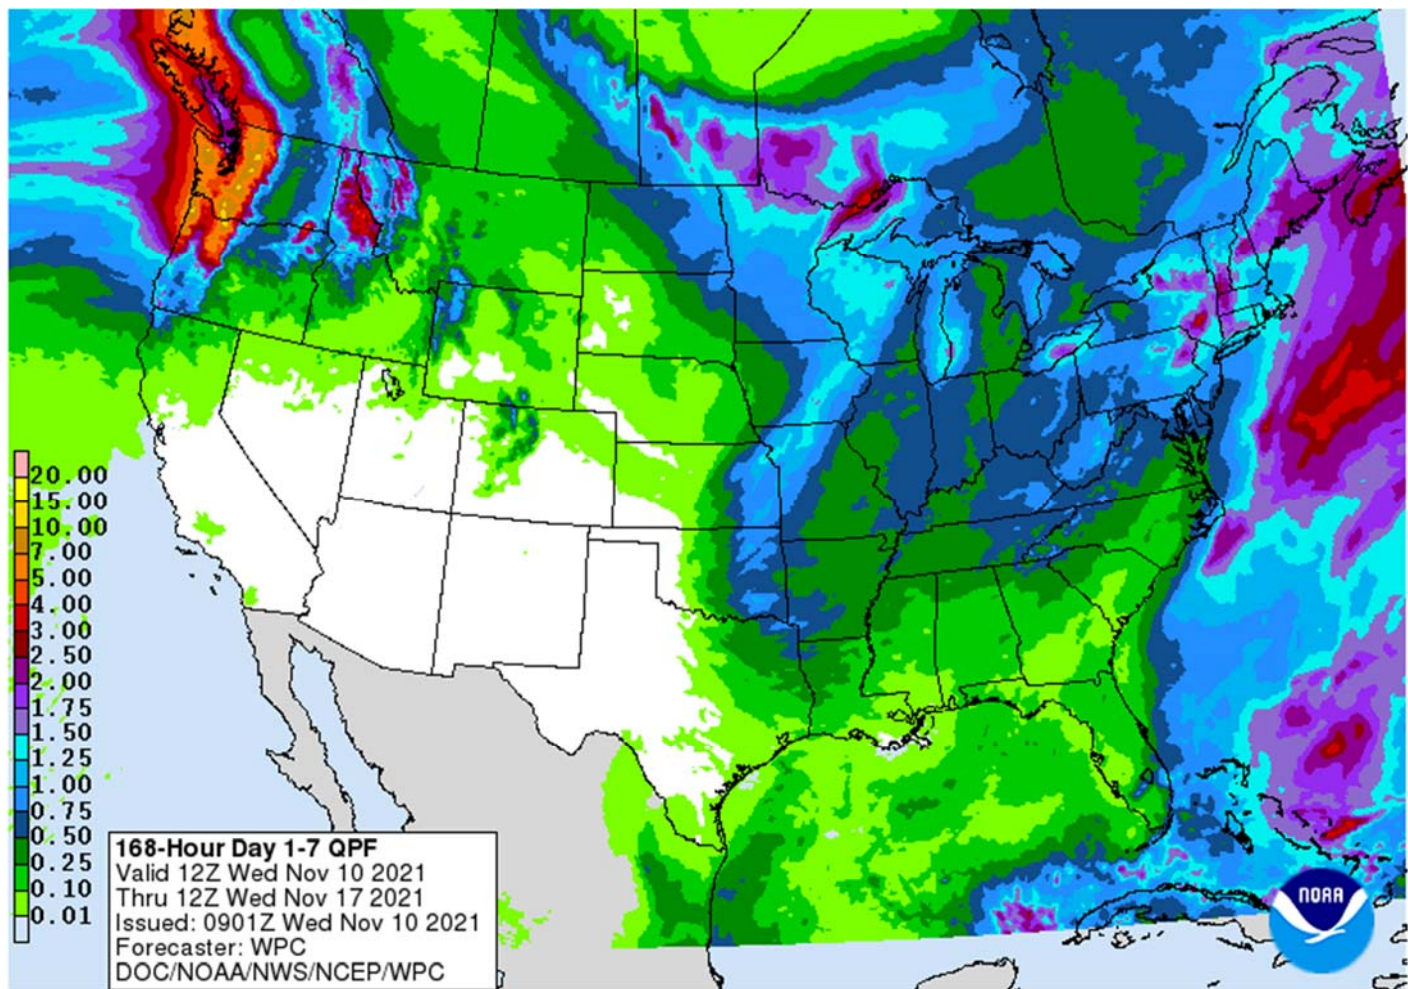 20.00
15.00
10.00
7.00
5.00
4.00
3.00
2.50
2.00
1.75
1.50
1.25
1.00
0.75
0.50
0.25
0.10
0.01
168-Hour Day 1-7 QPF
Valid 12Z Wed Nov 10 2021
Thru 12Z Wed Nov 17 2021
Issued: 0901Z Wed Nov 10 2021
Forecaster: WPC
DOC/NOAA/NWS/NCEP/WPC
NOAA